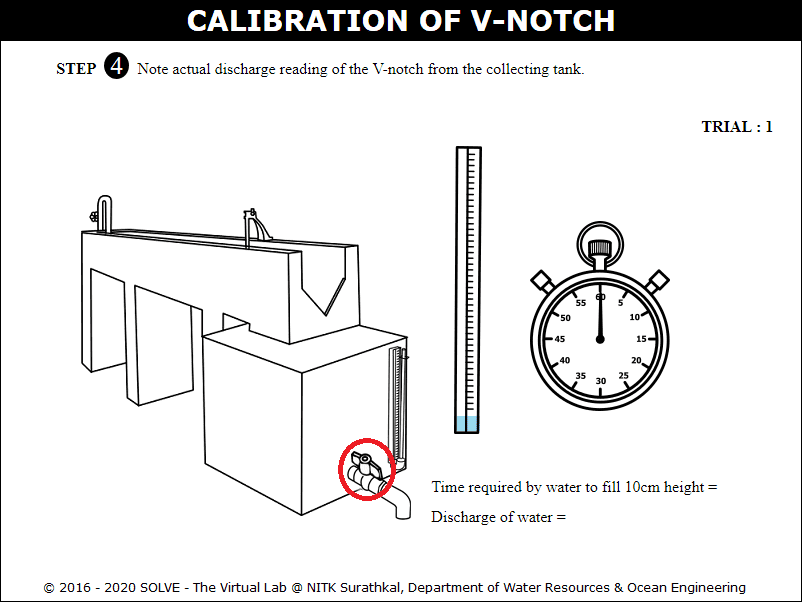 CALIBRATION OF V-NOTCH
STEP 4 Note actual discharge reading of the V-notch from the collecting tank.
TRIAL : 1
60
55 5
50 10
45 15
40 20
35 25
30
Time required by water to fill 10cm height =
Discharge of water =
© 2016 - 2020 SOLVE - The Virtual Lab @ NITK Surathkal, Department of Water Resources & Ocean Engineering